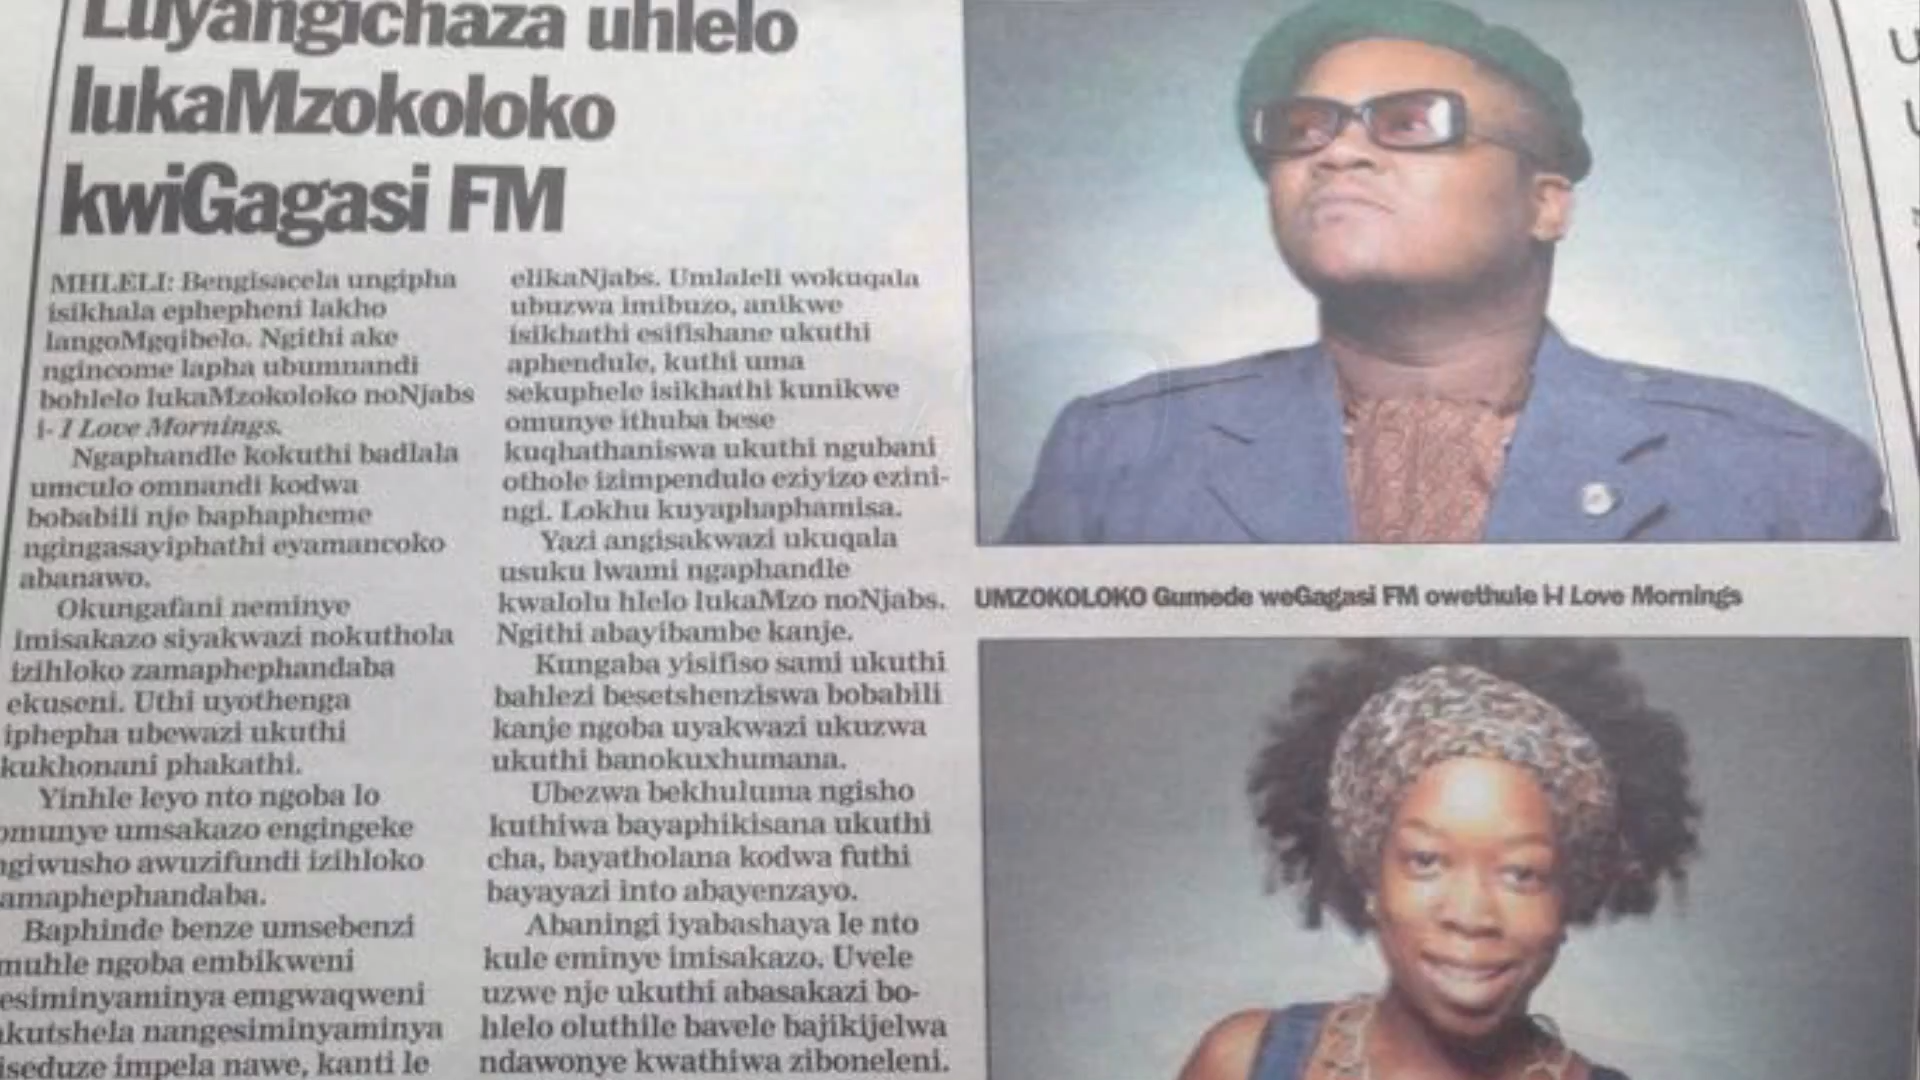 Luyangichaza uhlelo
lukaMzokoloko
kwiGagasi FM
MHLELI: Bengisacela ungipha
isikhala ephepheni lakho
langoMgqibelo. Ngithi ake
ngincome lapha ubumnandi
bohlelo lukaMzokoloko noNjabs
i- I Love Mornings.
Ngaphandle kokuthi badlala
umculo omnandi kodwa
bobabili nje baphapheme
ngingasayiphathi eyamancoko
abanawo.
Okungafani neminye
imisakazo siyakwazi nokuthola
izihloko zamaphephandaba
ekuseni. Uthi uyothenga
iphepha ubewazi ukuthi
kukhonani phakathi.
Yinhle leyo nto ngoba lo
omunye umsakazo engingeke
ngiwusho awuzifundi izihloko
zamaphephandaba.
Baphinde benze umsebenzi
muhle ngoba embikweni
esiminyaminya emgwaqweni
akutshela nangesiminyaminya
iseduze impela nawe, kanti le
elikaNjabs. Umlaleli wokuqala
ubuzwa imibuzo, anikwe
isikhathi esifishane ukuthi
aphendule, kuthi uma
sekuphele isikhathi kunikwe
omunye ithuba bese
kuqhathaniswa ukuthi ngubani
othole izimpendulo eziyizo ezini-
ngi. Lokhu kuyaphaphamisa.
Yazi angisakwazi ukuqala
usuku lwami ngaphandle
kwalolu hlelo lukaMzo noNjabs.
Ngithi abayibambe kanje.
Kungaba yisifiso sami ukuthi
bahlezi besetshenziswa bobabili
kanje ngoba uyakwazi ukuzwa
ukuthi banokuxhumana.
Ubezwa bekhuluma ngisho
kuthiwa bayaphikisana ukuthi
cha, bayatholana kodwa futhi
bayayazi into abayenzayo.
Abaningi iyabashaya le nto
kule eminye imisakazo. Uvele
uzwe nje ukuthi abasakazi bo-
hlelo oluthile bavele bajikijelwa
ndawonye kwathiwa ziboneleni.
UMZOKOLOKO Gumede weGagasi FM owethule i-I Love Mornings